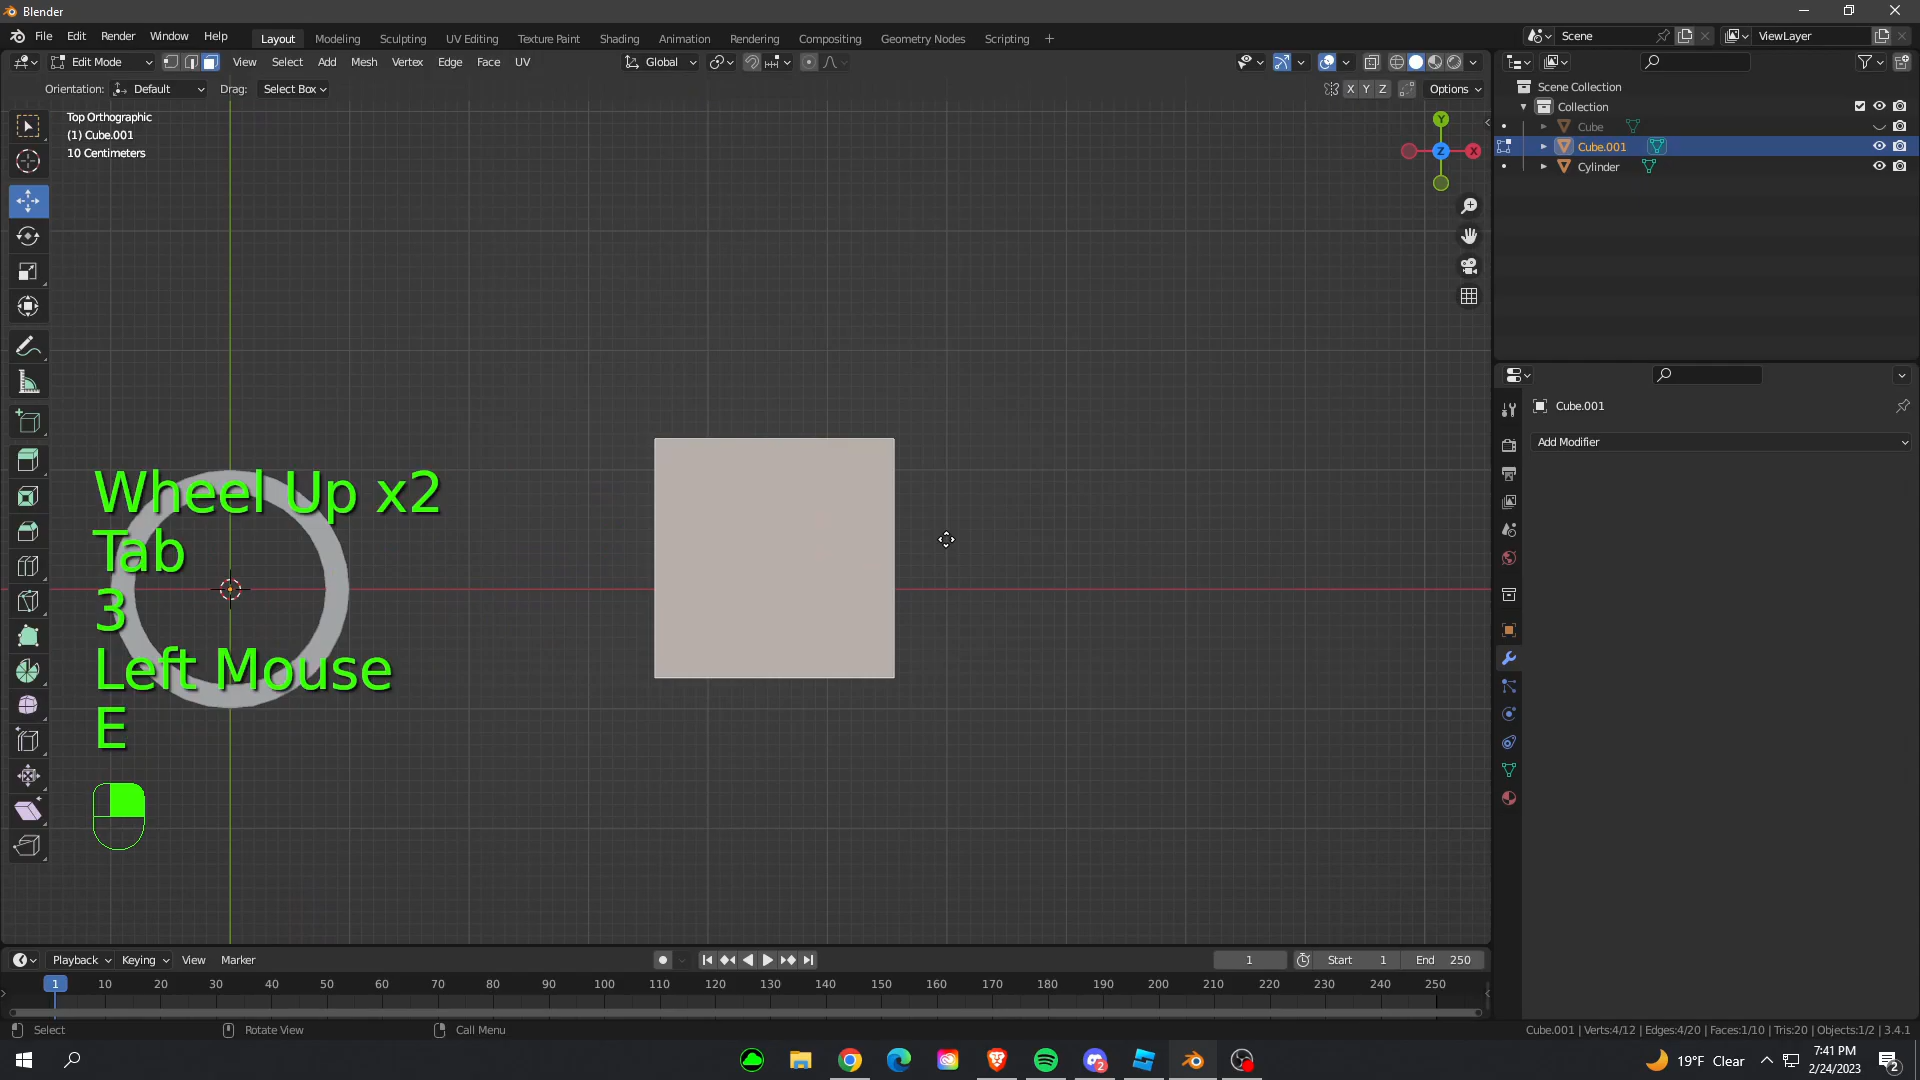 Blender
File Edit Render Window Help
Layout Modeling Sculpting UV Editing Texture Paint Shading Animation Rendering Compositing Geometry Nodes Scripting +
Scene
ViewLayer
Edit Mode
View Select Add Mesh Vertex Edge Face UV
Global
Orientation: Default Drag: Select Box
X Y Z Options
Top Orthographic
(1) Cube.001
10 Centimeters
Y
Z
X
Scene Collection
Collection
Cube
Cube.001
Cylinder
Cube.001
Add Modifier
Wheel Up x2
Tab
3
Left Mouse
E
Playback Keying View Marker
1
Start 1
End 250
1 10 20 30 40 50 60 70 80 90 100 110 120 130 140 150 160 170 180 190 200 210 220 230 240 250
Select
Rotate View
Call Menu
Cube.001 | Verts:4/12 | Edges:4/20 | Faces:1/10 | Tris:20 | Objects:1/2 | 3.4.1
2
19°F Clear
7:41 PM
2/24/2023
2